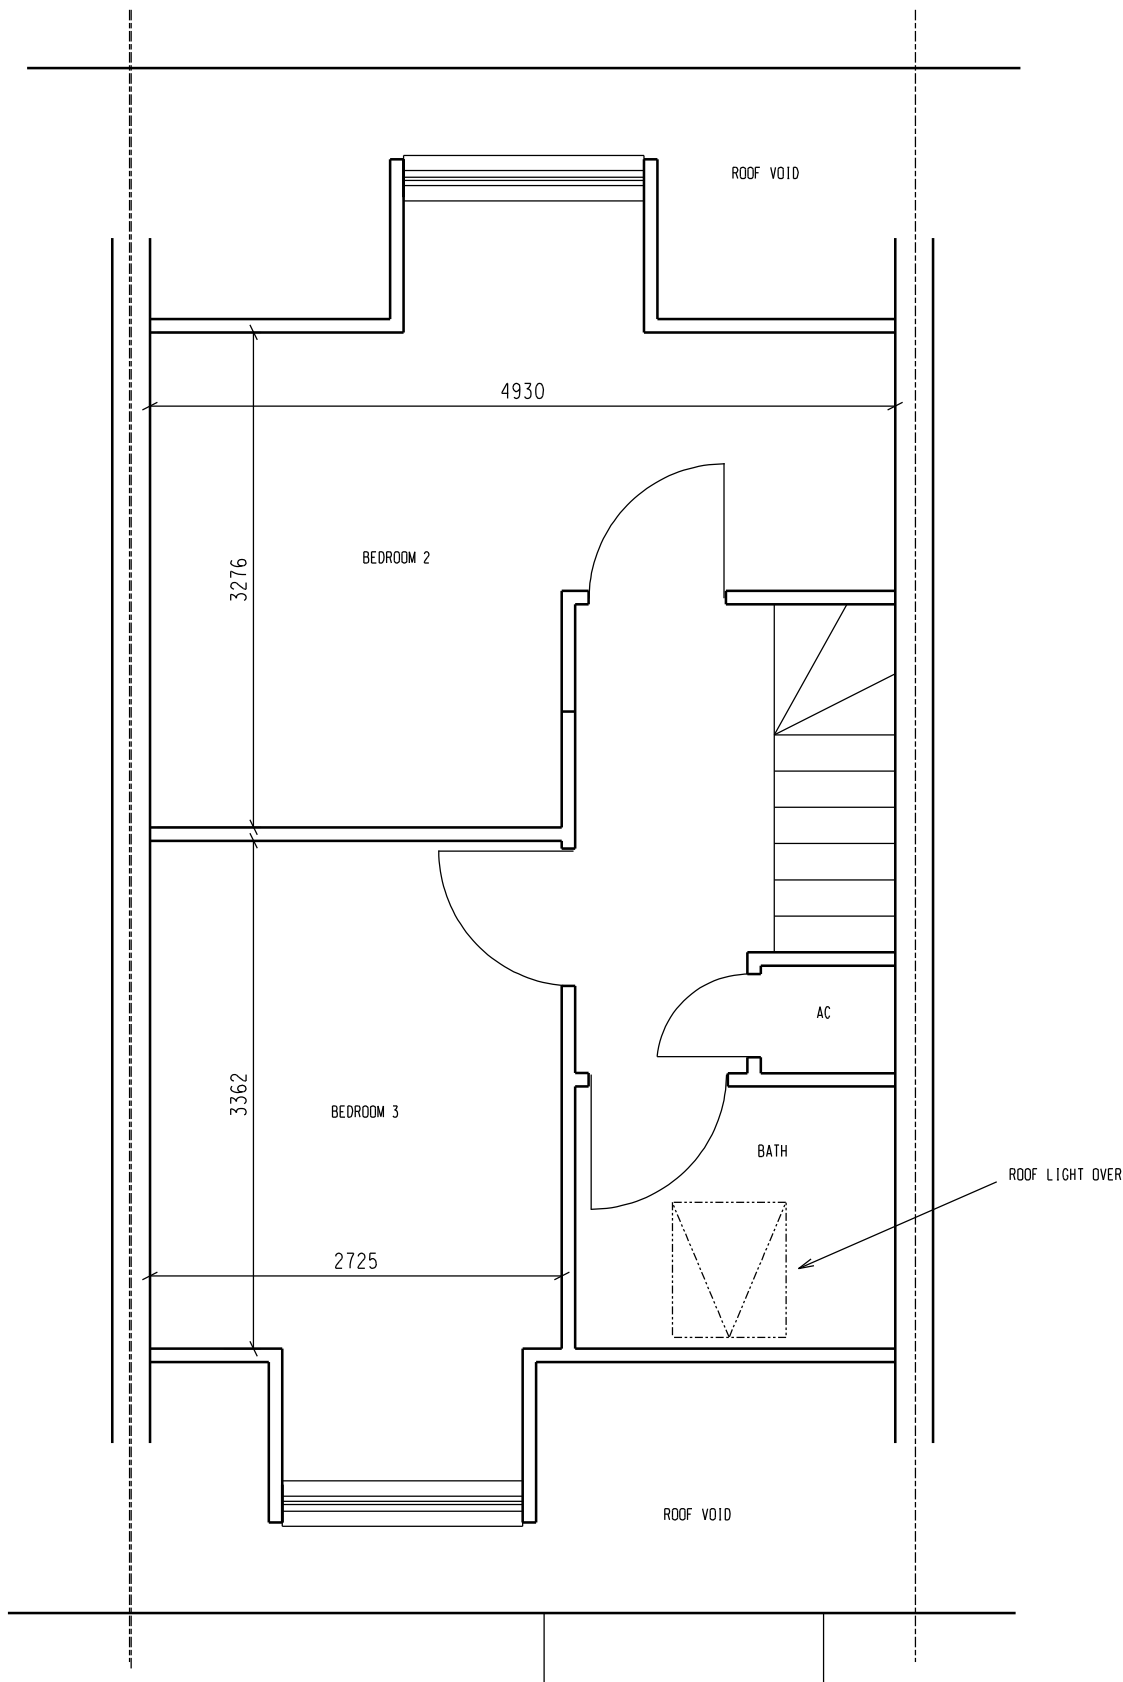 ROOF VOID
4930
BEDROOM 2
3276
AC
3362
BEDROOM 3
BATH
ROOF LIGHT OVER
2725
ROOF VOID